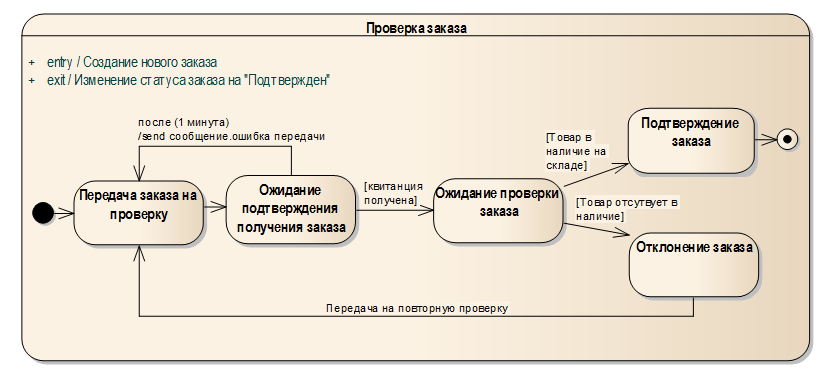 Проверка заказа
+ entry / Создание нового заказа
+ exit / Изменение статуса заказа на "Подтвержден"
после (1 минута)
/send сообщение.ошибка передачи
Передача заказа на
проверку
Ожидание
подтверждения
получения заказа
[квитанция
получена]
Ожидание проверки
заказа
[Товар в
наличие на
складе]
Подтверждение
заказа
[Товар отсутвует в
наличие]
Отклонение заказа
Передача на повторную проверку